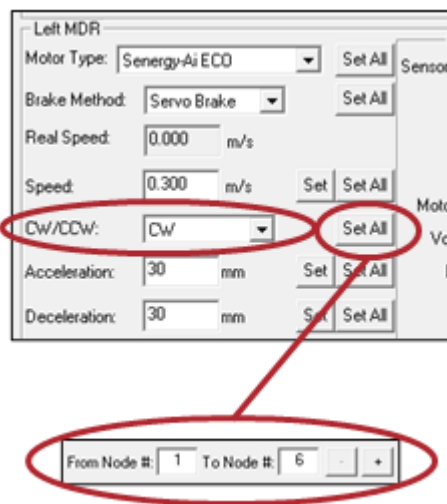 Left MDR
Motor Type: Senergy-Ai ECO Set All Sensor
Brake Method: Servo Brake Set All
Real Speed: 0.000 m/s
Speed: 0.300 m/s Set Set All
CW/CCW: CW Set All
Acceleration: 30 mm Set Set All
Deceleration: 30 mm Set Set All
From Node #: 1 To Node #: 6 - +